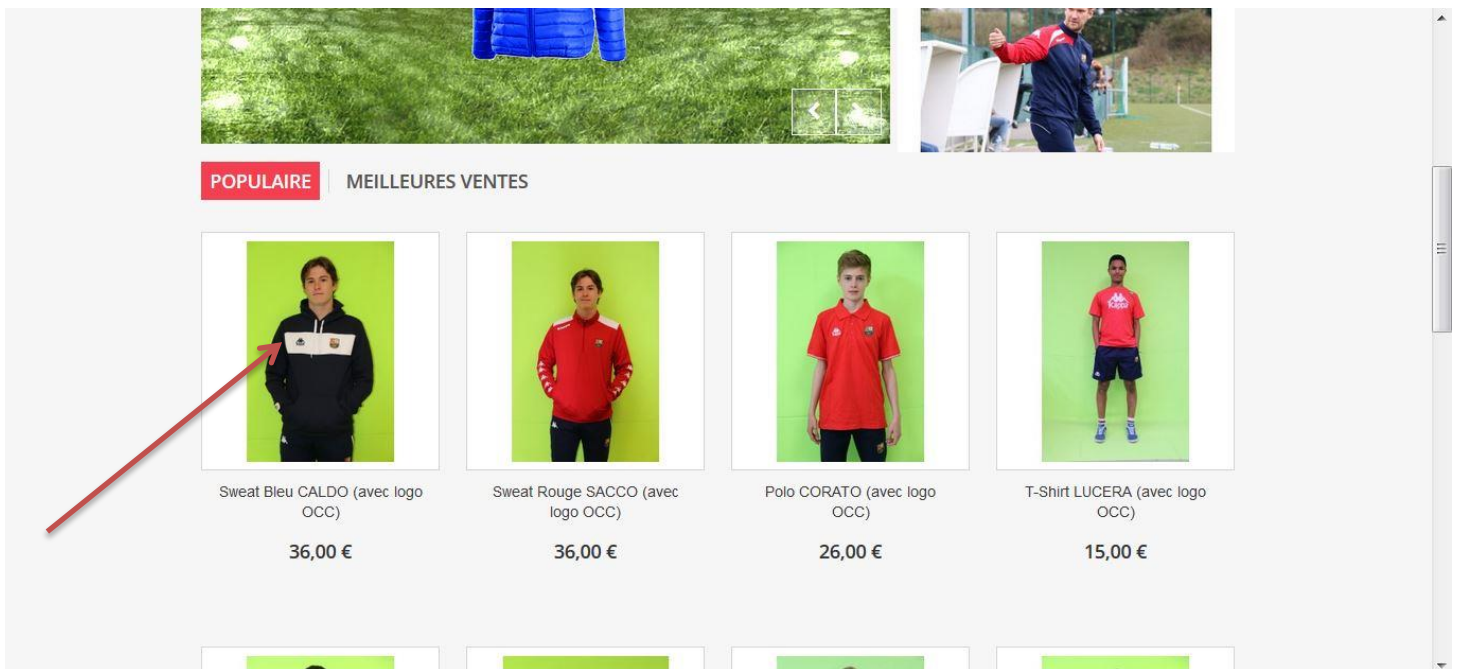 POPULAIRE
MEILLEURES VENTES
Kappa
Sweat Bleu CALDO (avec logo
OCC)
36,00 €
Sweat Rouge SACCO (avec
logo OCC)
36,00 €
Polo CORATO (avec logo
OCC)
26,00 €
T-Shirt LUCERA (avec logo
OCC)
15,00 €